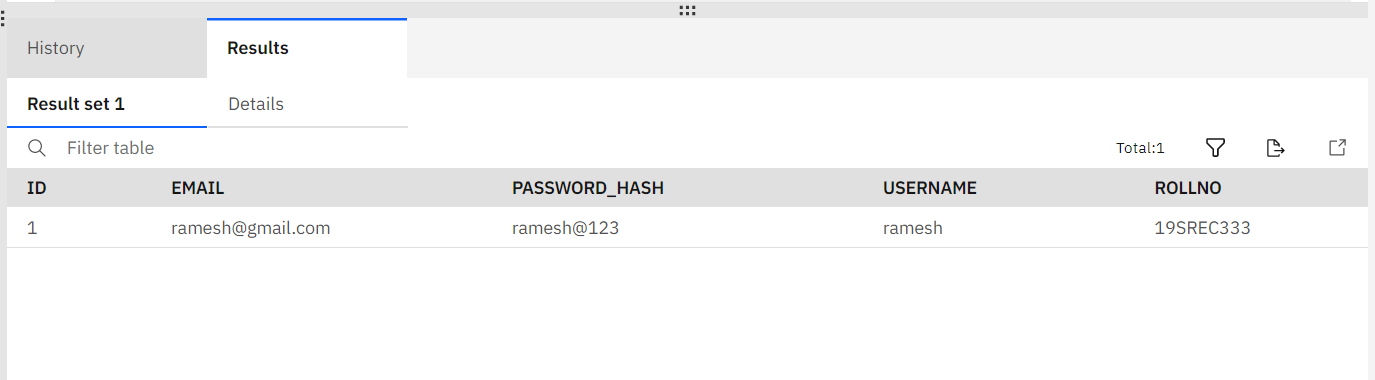 History Results
Result set 1 Details
Filter table Total:1
ID EMAIL PASSWORD_HASH USERNAME ROLLNO
1 ramesh@gmail.com ramesh@123 ramesh 19SREC333